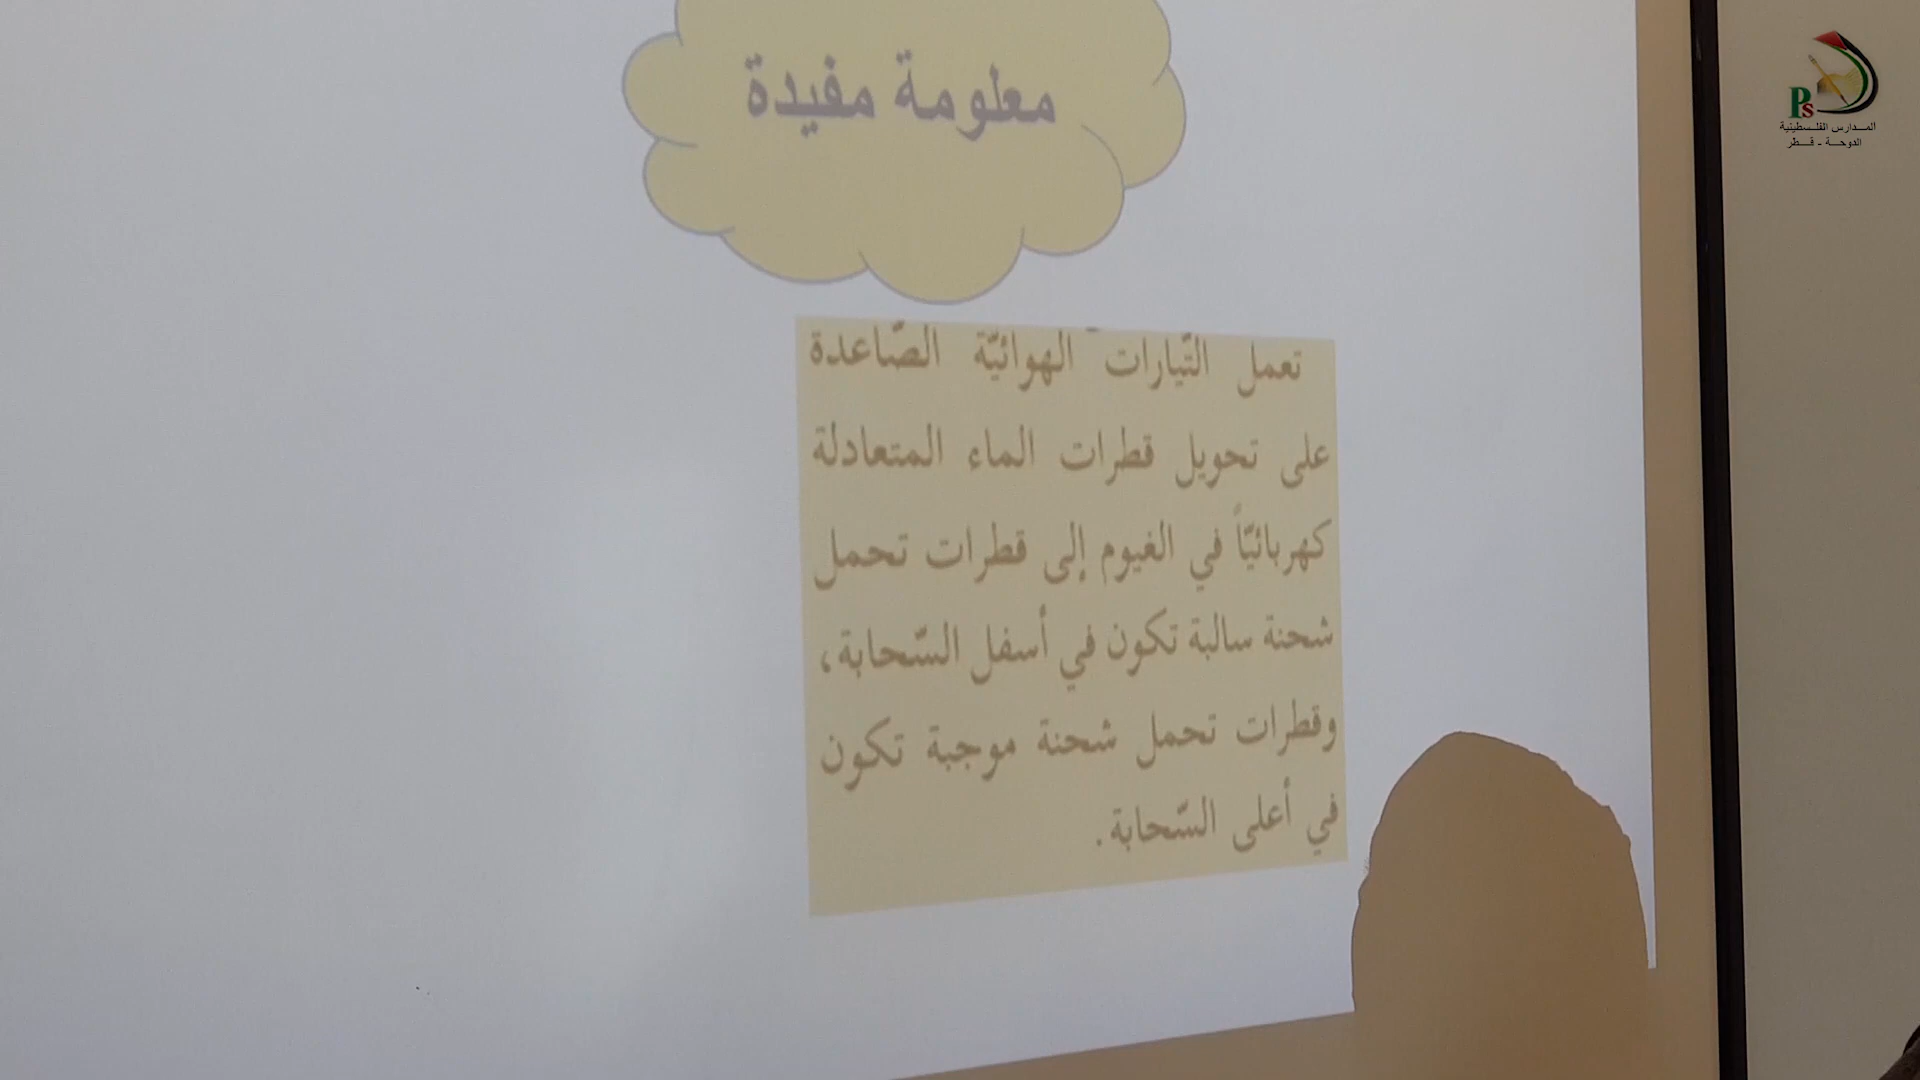 معلومة مفيدة
تعمل التّيارات الهوائيّة الصّاعدة
على تحويل قطرات الماء المتعادلة
كهربائيّاً في الغيوم إلى قطرات تحمل
شحنة سالبة تكون في أسفل السّحابة،
وقطرات تحمل شحنة موجبة تكون
في أعلى السّحابة.
Ps
المدارس الفلسطينية
الدوحة - قطر